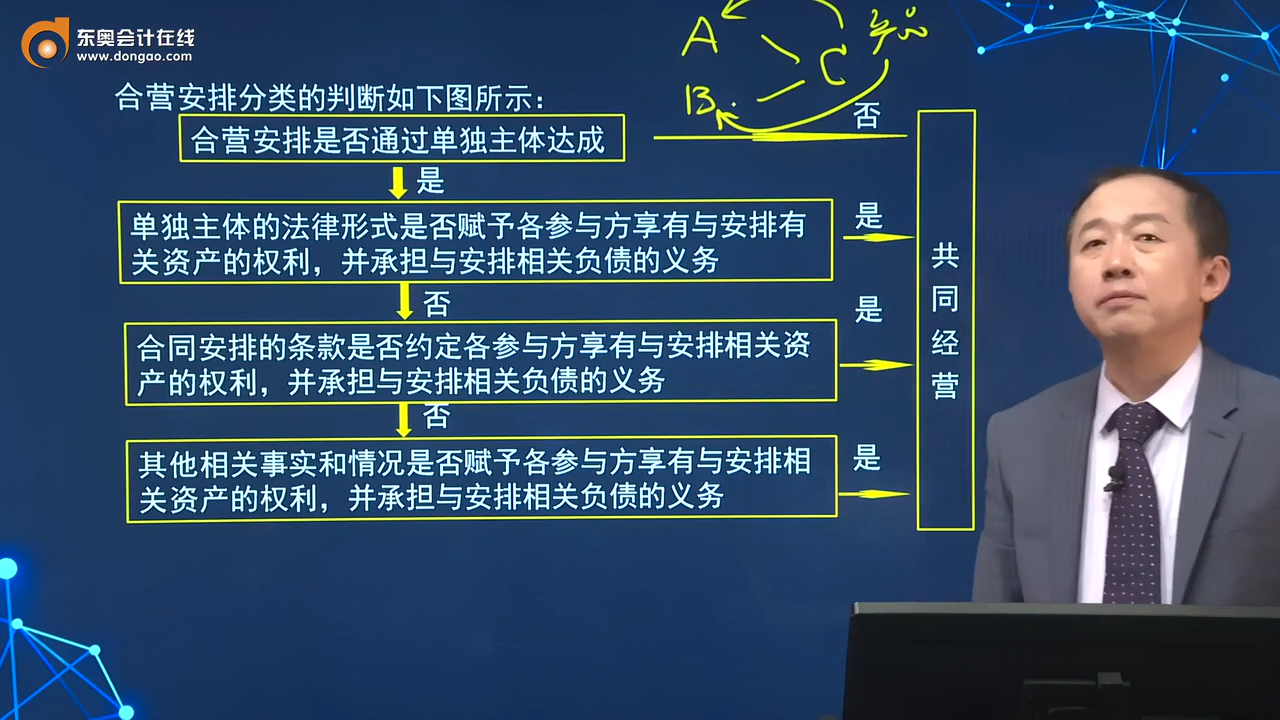 东奥会计在线
www.dongao.com
A
C
B
合营安排分类的判断如下图所示：
合营安排是否通过单独主体达成
否
是
单独主体的法律形式是否赋予各参与方享有与安排有
关资产的权利，并承担与安排相关负债的义务
是
否
合同安排的条款是否约定各参与方享有与安排相关资
产的权利，并承担与安排相关负债的义务
是
否
其他相关事实和情况是否赋予各参与方享有与安排相
关资产的权利，并承担与安排相关负债的义务
是
共
同
经
营